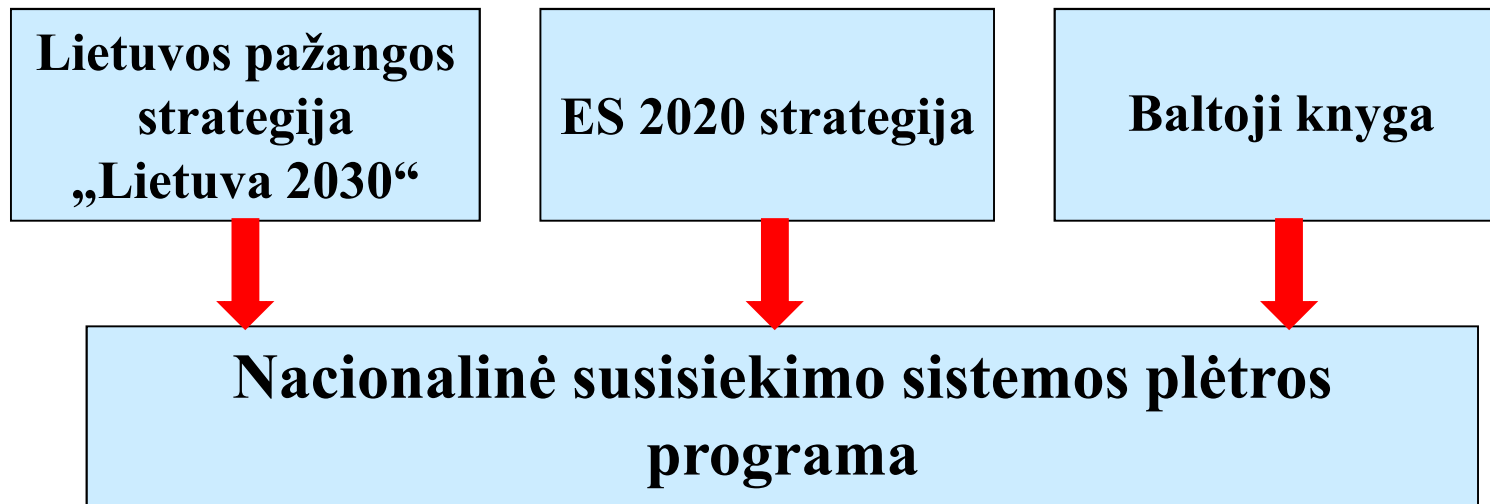 Lietuvos pažangos
strategija
„Lietuva 2030“
ES 2020 strategija
Baltoji knyga
Nacionalinė susisiekimo sistemos plėtros
programa